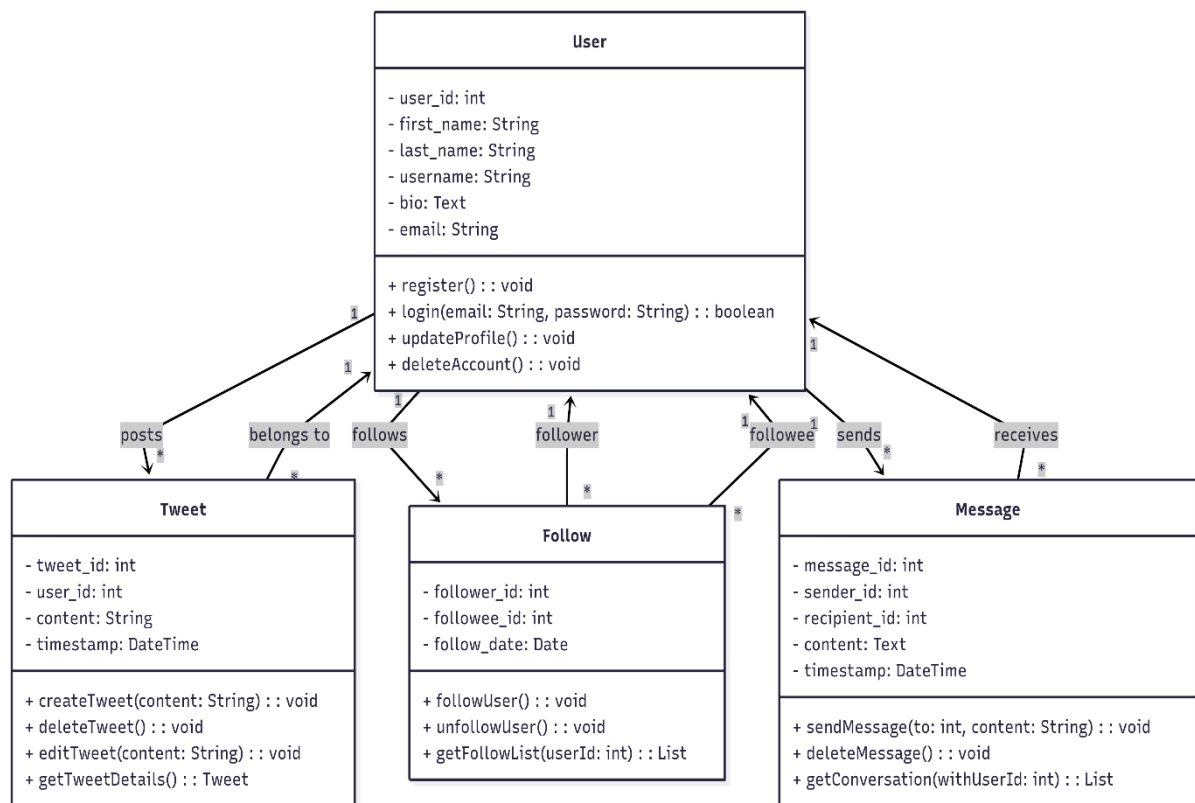 User
- user_id: int
- first_name: String
- last_name: String
- username: String
- bio: Text
- email: String
+ register() : : void
+ login(email: String, password: String) : : boolean
+ updateProfile() : : void
+ deleteAccount() : : void
1
1
1
1
1
1
1
posts
belongs to
follows
follower
followee
sends
receives
*
*
*
*
*
*
*
Tweet
- tweet_id: int
- user_id: int
- content: String
- timestamp: DateTime
+ createTweet(content: String) : : void
+ deleteTweet() : : void
+ editTweet(content: String) : : void
+ getTweetDetails() : : Tweet
Follow
- follower_id: int
- followee_id: int
- follow_date: Date
+ followUser() : : void
+ unfollowUser() : : void
+ getFollowList(userId: int) : : List
Message
- message_id: int
- sender_id: int
- recipient_id: int
- content: Text
- timestamp: DateTime
+ sendMessage(to: int, content: String) : : void
+ deleteMessage() : : void
+ getConversation(withUserId: int) : : List